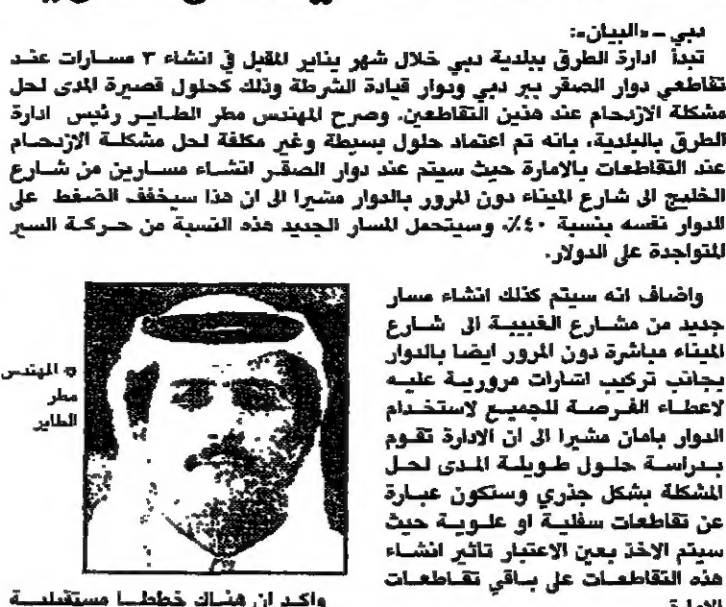 دبي ــ «البيان»:
تبدأ ادارة الطرق ببلدية دبي خلال شهر يناير المقبل في انشاء ٣ مسارات عند
تقاطعي دوار الصقر ببر دبي ودوار قيادة الشرطة وذلك كحلول قصيرة المدى لحل
مشكلة الازدحام عند هذين التقاطعين. وصرح المهندس مطر الطاير رئيس ادارة
الطرق بالبلدية، بانه تم اعتماد حلول بسيطة وغير مكلفة لحل مشكلة الازدحام
عند التقاطعات بالامارة حيث سيتم عند دوار الصقر انشاء مسارين من شارع
الخليج الى شارع الميناء دون المرور بالدوار مشيرا الى ان هذا سيخفف الضغط على
الدوار نفسه بنسبة ٤٠٪، وسيتحمل المسار الجديد هذه النسبة من حركة السير
المتواجدة على الدولار.
واضاف انه سيتم كذلك انشاء مسار
جديد من مشارع الغبيبة الى شارع
الميناء مباشرة دون المرور ايضا بالدوار
بجانب تركيب اشارات مرورية عليه
لاعطاء الفرصة للجميع لاستخدام
الدوار بامان مشيرا الى ان الادارة تقوم
بدراسة حلول طويلة المدى لحل
المشكلة بشكل جذري وستكون عبارة
عن تقاطعات سفلية او علوية حيث
سيتم الاخذ بعين الاعتبار تاثير انشاء
هذه التقاطعات على باقي تقاطعات
الامارة
المهندس
مطر
الطاير
واكد ان هناك خططا مستقبلية